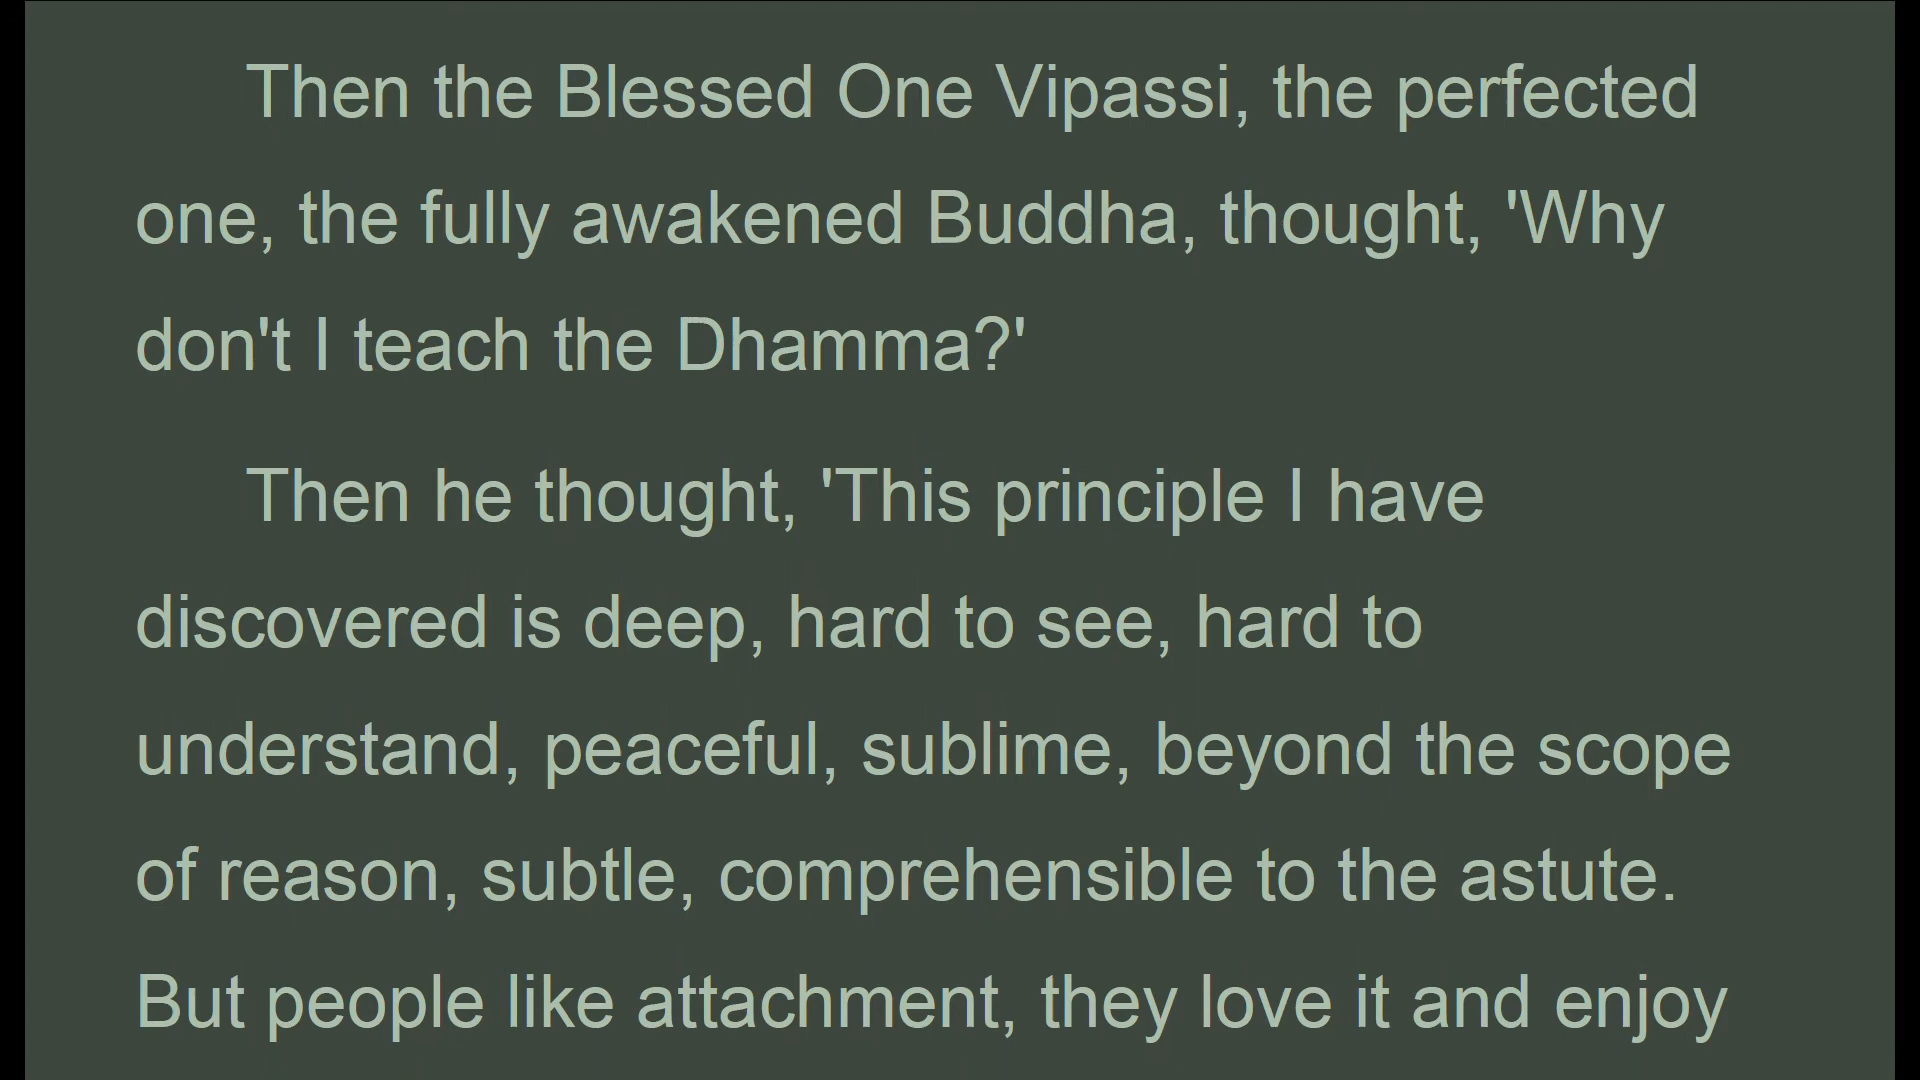 Then the Blessed One Vipassi, the perfected
one, the fully awakened Buddha, thought, 'Why
don't I teach the Dhamma?'
Then he thought, 'This principle I have
discovered is deep, hard to see, hard to
understand, peaceful, sublime, beyond the scope
of reason, subtle, comprehensible to the astute.
But people like attachment, they love it and enjoy